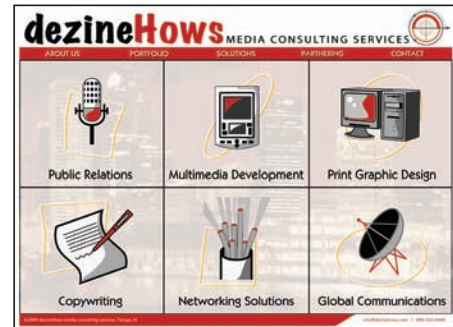 dezineHows MEDIA CONSULTING SERVICES
ABOUT US PORTFOLIO SOLUTIONS PARTNERING CONTACT
Public Relations
Multimedia Development
Print Graphic Design
Copywriting
Networking Solutions
Global Communications